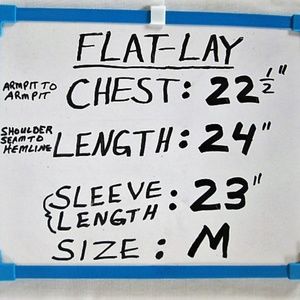 FLAT-LAY
ARMPIT TO
ARMPIT
CHEST: 22 1/2"
SHOULDER
SEAM TO
HEMLINE
LENGTH: 24"
SLEEVE
LENGTH : 23"
SIZE: M